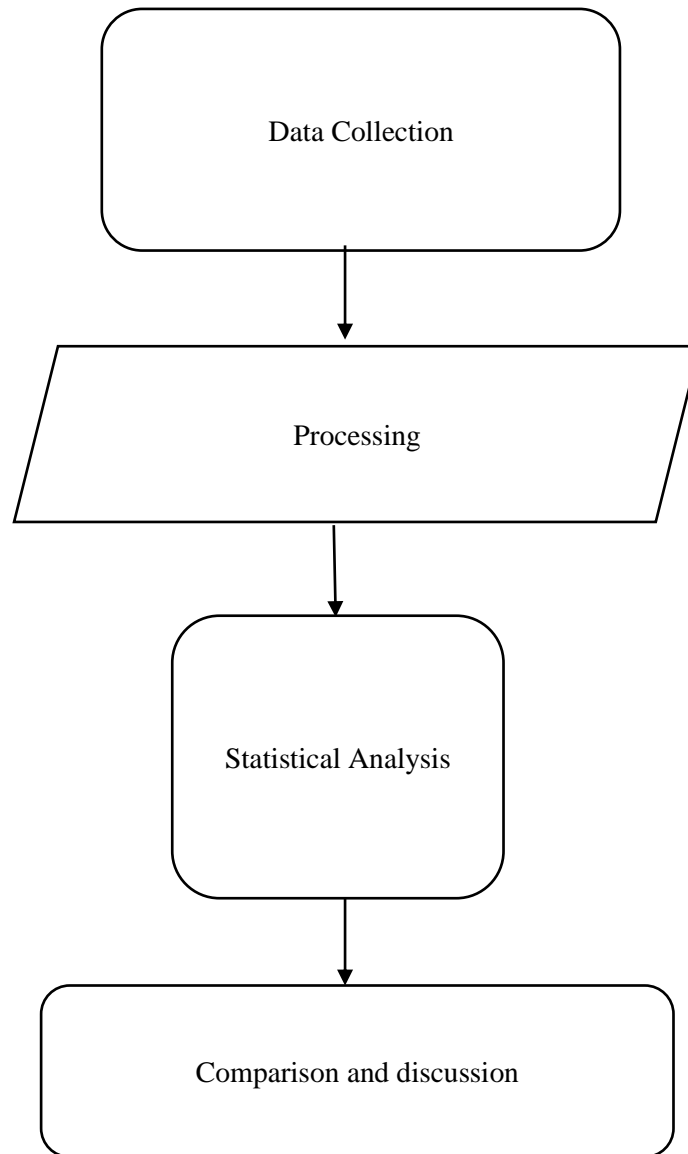 Data Collection
Processing
Statistical Analysis
Comparison and discussion